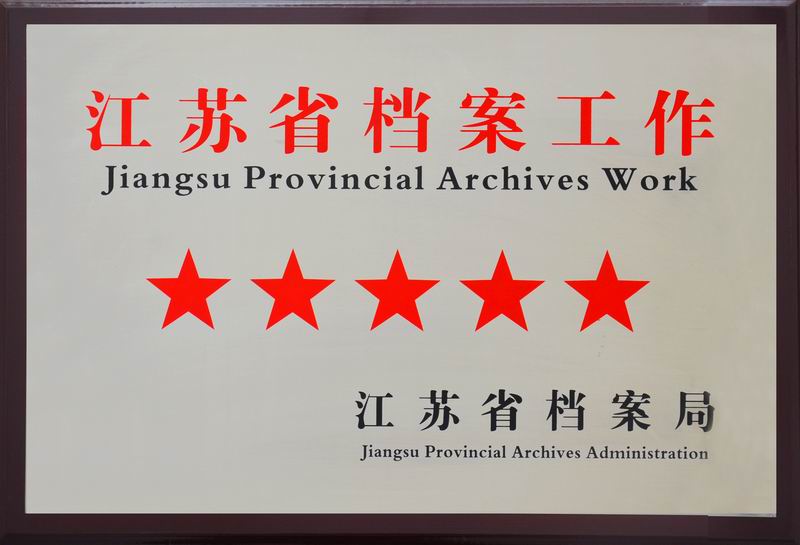 江苏省档案工作
Jiangsu Provincial Archives Work
江苏省档案局
Jiangsu Provincial Archives Administration